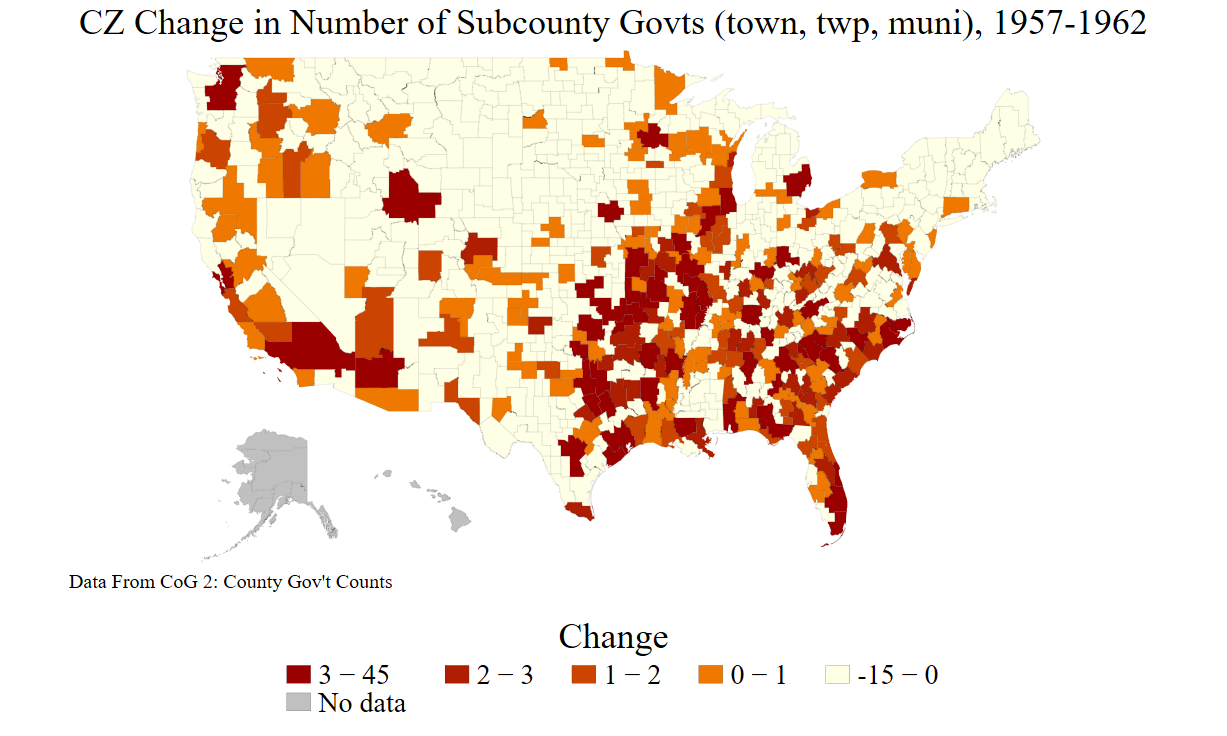 CZ Change in Number of Subcounty Govts (town, twp, muni), 1957-1962
Data From CoG 2: County Gov't Counts
Change
3 − 45 2 − 3 1 − 2 0 − 1 -15 − 0
No data